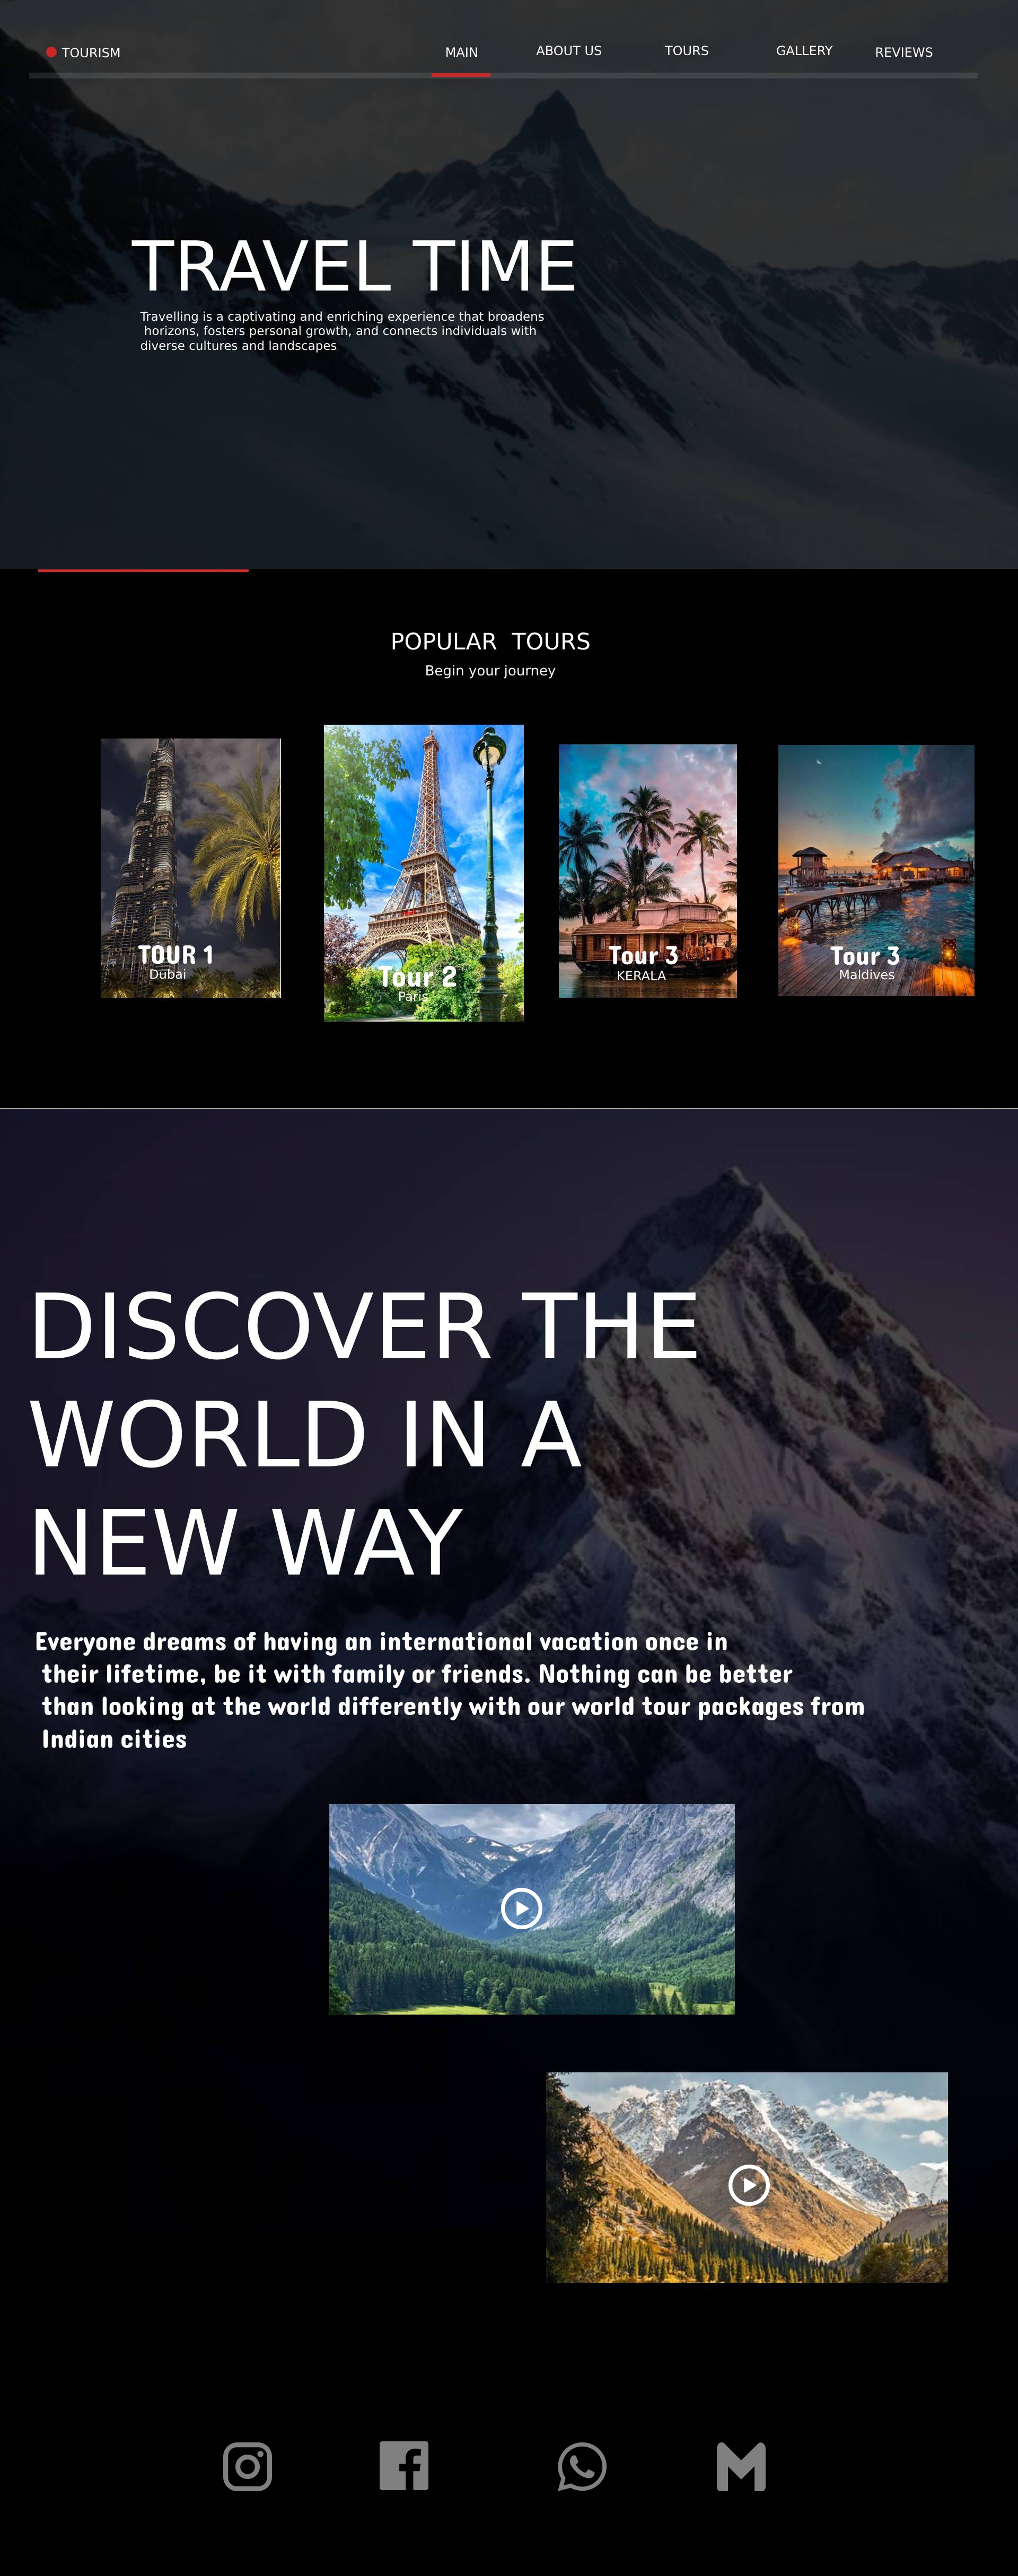 TOURISM
MAIN
ABOUT US
TOURS
GALLERY
REVIEWS
TRAVEL TIME
Travelling is a captivating and enriching experience that broadens
horizons, fosters personal growth, and connects individuals with
diverse cultures and landscapes
POPULAR TOURS
Begin your journey
TOUR 1
Dubai
Tour 2
Paris
Tour 3
KERALA
Tour 3
Maldives
DISCOVER THE
WORLD IN A
NEW WAY
Everyone dreams of having an international vacation once in
their lifetime, be it with family or friends. Nothing can be better
than looking at the world differently with our world tour packages from
Indian cities